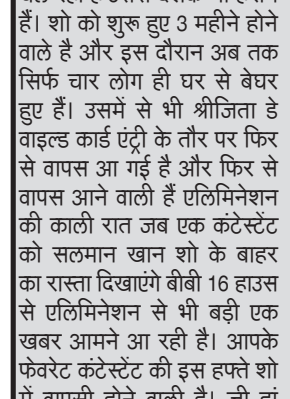 हैं। शो को शुरू हुए 3 महीने होने
वाले है और इस दौरान अब तक
सिर्फ चार लोग ही घर से बेघर
हुए हैं। उसमें से भी श्रीजिता डे
वाइल्ड कार्ड एंट्री के तौर पर फिर
से वापस आ गई है और फिर से
वापस आने वाली हैं एलिमिनेशन
की काली रात जब एक कंटेस्टेंट
को सलमान खान शो के बाहर
का रास्ता दिखाएंगे बीबी 16 हाउस
से एलिमिनेशन से भी बड़ी एक
खबर आमने आ रही है। आपके
फेवरेट कंटेस्टेंट की इस हफ्ते शो
में वापसी होने वाली है। जी हां